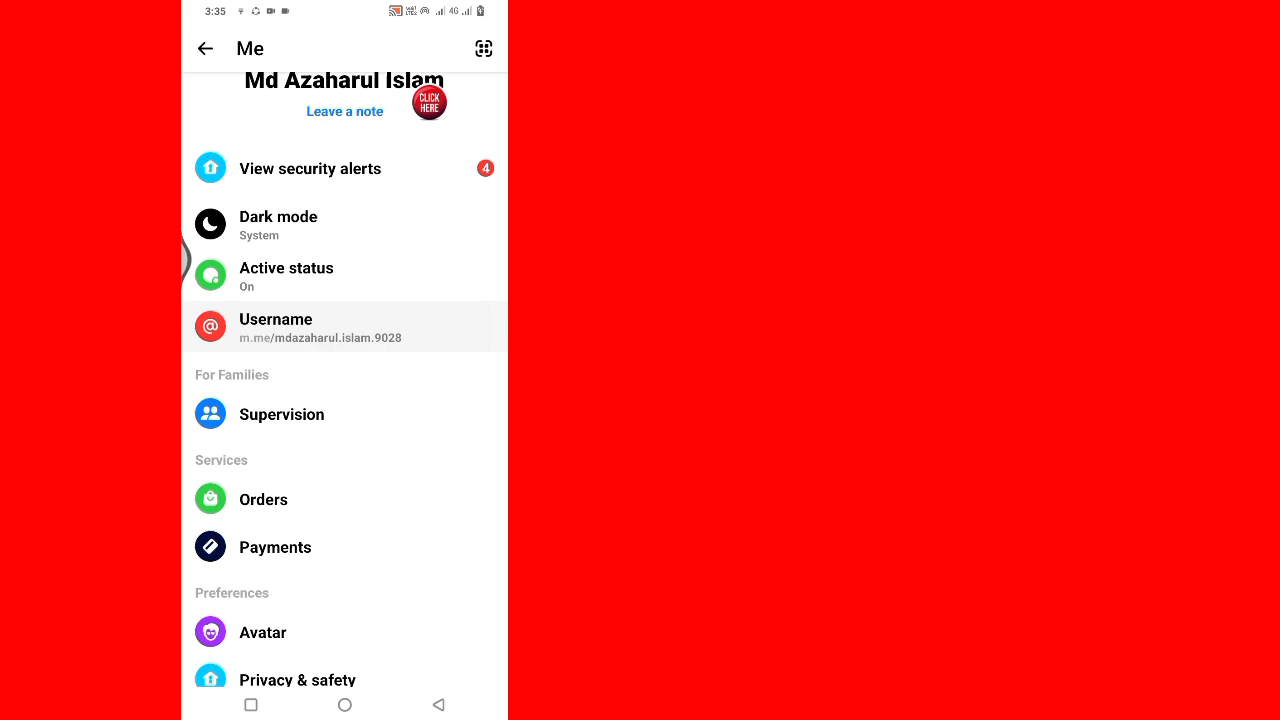 3:35
4G
Me
Md Azaharul Islam
Leave a note
CLICK
HERE
View security alerts
4
Dark mode
System
Active status
On
Username
m.me/mdazaharul.islam.9028
For Families
Supervision
Services
Orders
Payments
Preferences
Avatar
Privacy & safety